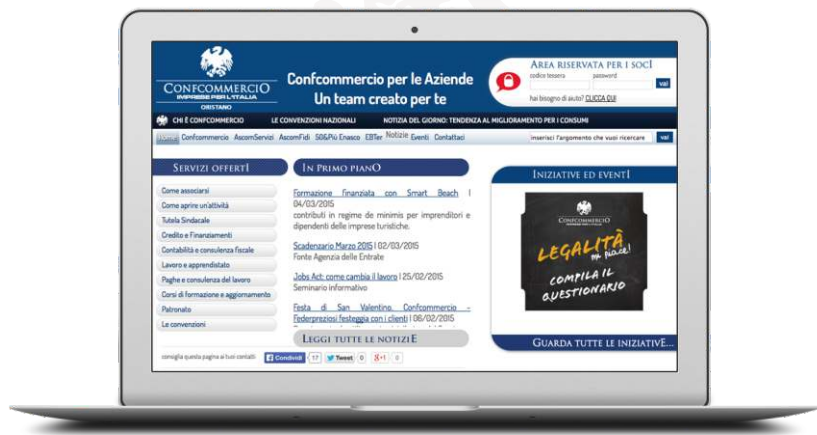 CONFCOMMERCIO
IMPRESE PER L'ITALIA
ORISTANO
Confcommercio per le Aziende
Un team creato per te
AREA RISERVATA PER I SOCI
codice tessera password
vai
hai bisogno di aiuto? CLICCA QUI
CHI È CONFCOMMERCIO LE CONVENZIONI NAZIONALI NOTIZIA DEL GIORNO: TENDENZA AL MIGLIORAMENTO PER I CONSUMI
Home Confcommercio AscomServizi AscomFidi 50&Più Enasco EBTer Notizie Eventi Contattaci
inserisci l'argomento che vuoi ricercare vai
SERVIZI OFFERTI
Come associarsi
Come aprire un'attività
Tutela Sindacale
Credito e Finanziamenti
Contabilità e consulenza fiscale
Lavoro e apprendistato
Paghe e consulenza del lavoro
Corsi di formazione e aggiornamento
Patronato
Le convenzioni
IN PRIMO PIANO
Formazione finanziata con Smart Beach |
04/03/2015
contributi in regime de minimis per imprenditori e
dipendenti delle imprese turistiche.
Scadenzario Marzo 2015 | 02/03/2015
Fonte Agenzia delle Entrate
Jobs Act: come cambia il lavoro | 25/02/2015
Seminario informativo
Festa di San Valentino. Confcommercio -
Federpreziosi festeggia con i clienti | 06/02/2015
LEGGI TUTTE LE NOTIZIE
INIZIATIVE ED EVENTI
CONFCOMMERCIO
IMPRESE PER L'ITALIA
LEGALITÀ
mi piace!
COMPILA IL
QUESTIONARIO
GUARDA TUTTE LE INIZIATIVE...
consiglia questa pagina ai tuoi contatti: Condividi 17 Tweet 0 g+1 0